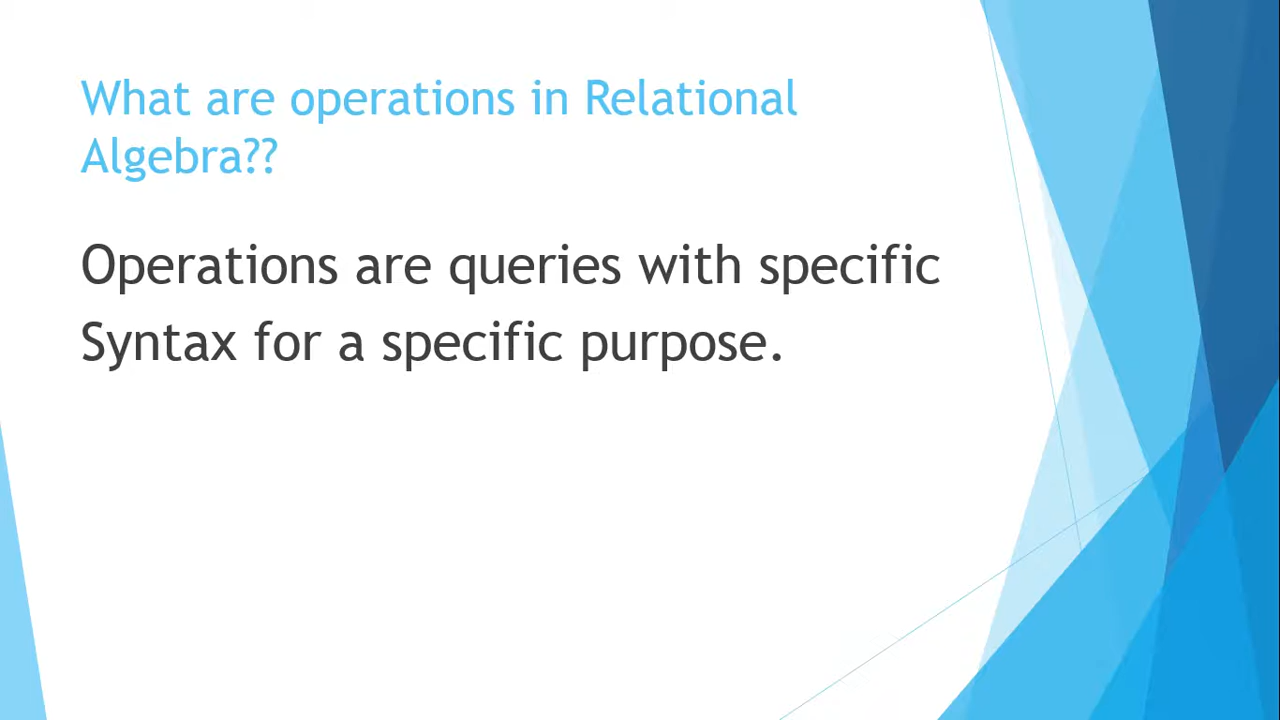 What are operations in Relational
Algebra??
Operations are queries with specific
Syntax for a specific purpose.